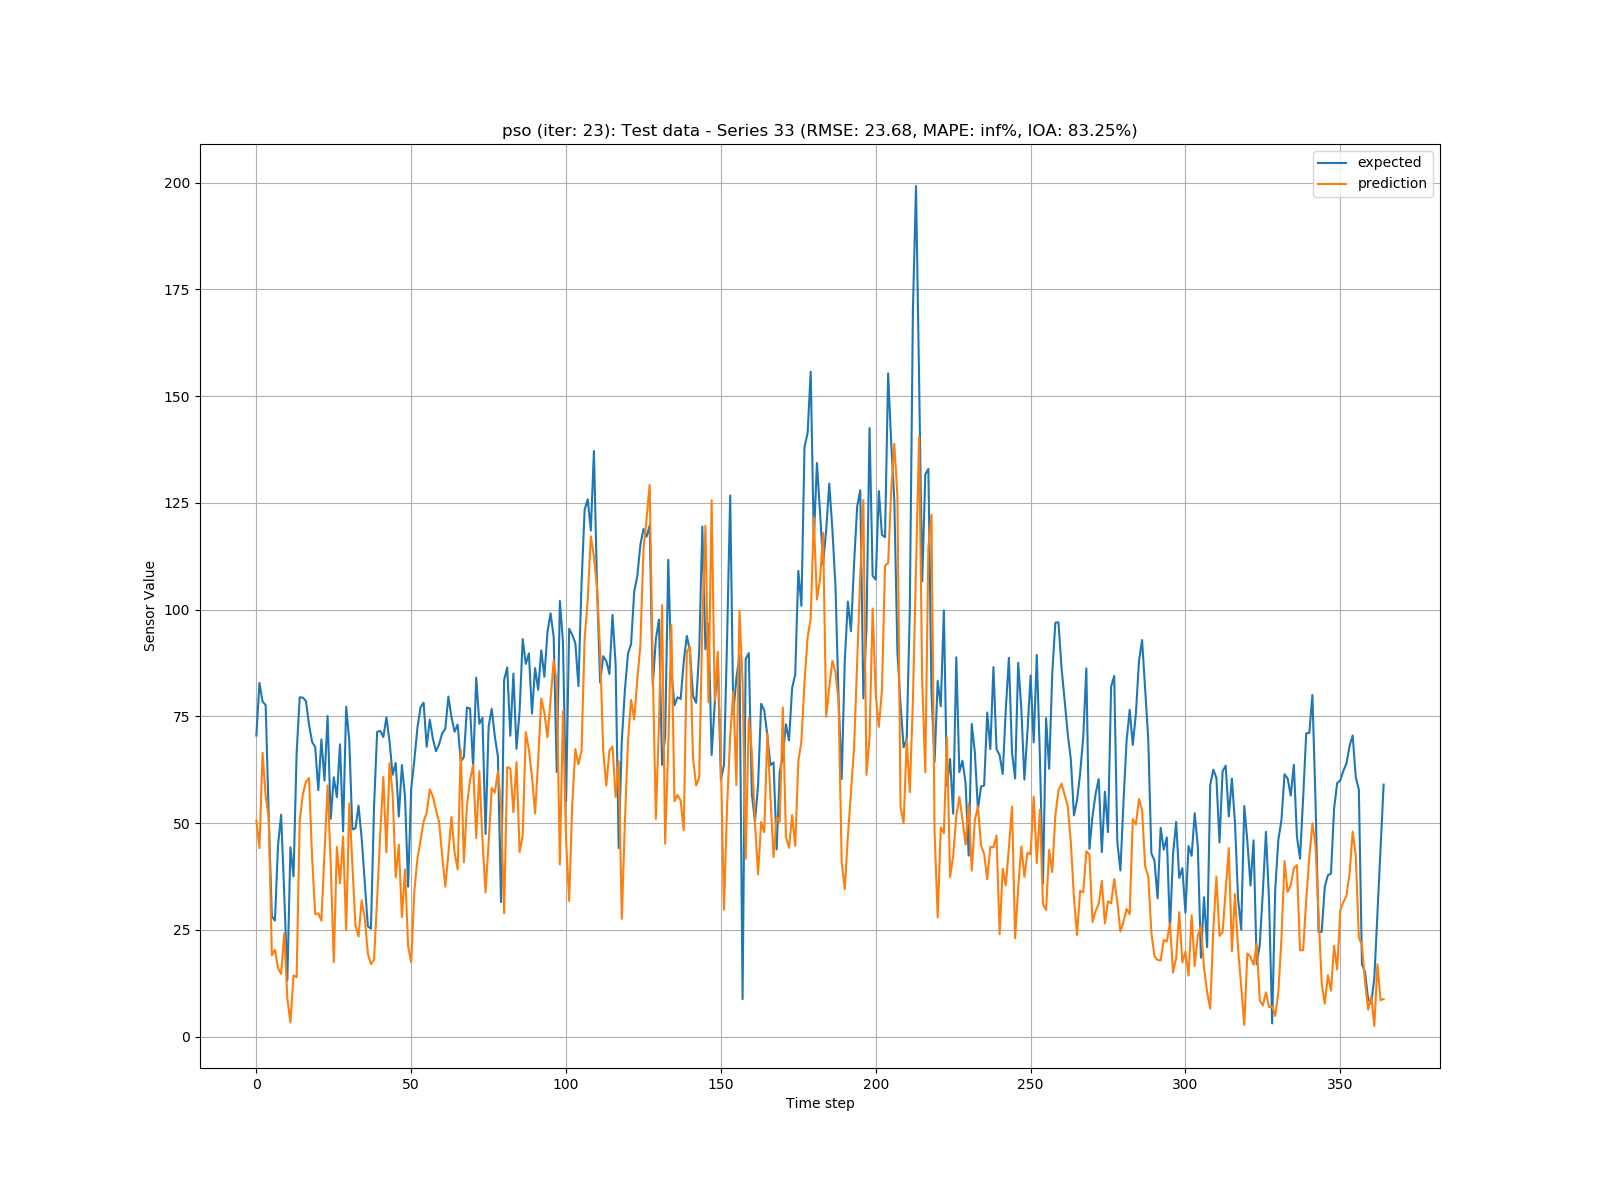 pso (iter: 23): Test data - Series 33 (RMSE: 23.68, MAPE: inf%, IOA: 83.25%)
expected
prediction
200
175
150
125
100
75
50
25
0
Sensor Value
0 50 100 150 200 250 300 350
Time step